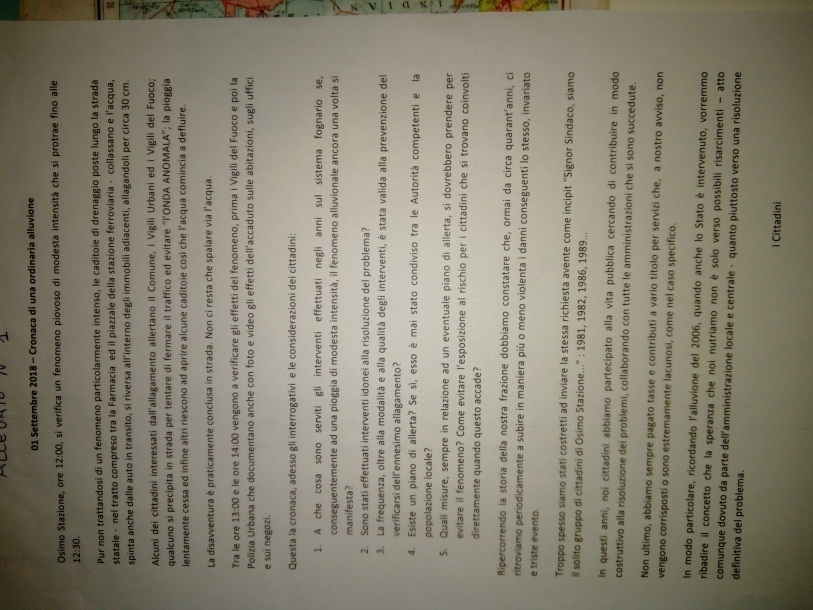 ALLEGATO N° 1
01 Settembre 2018 – Cronaca di una ordinaria alluvione
Osimo Stazione, ore 12:00, si verifica un fenomeno piovoso di modesta intensità che si protrae fino alle
12:30.
Pur non trattandosi di un fenomeno particolarmente intenso, le caditoie di drenaggio poste lungo la strada
statale - nel tratto compreso tra la Farmacia ed il piazzale della stazione ferroviaria - collassano e l'acqua,
spinta anche dalle auto in transito, si riversa all'interno degli immobili adiacenti, allagandoli per circa 30 cm.
Alcuni dei cittadini interessati dall'allagamento allertano il Comune, i Vigili Urbani ed i Vigili del Fuoco;
qualcuno si precipita in strada per tentare di fermare il traffico ed evitare "l'ONDA ANOMALA"; la pioggia
lentamente cessa ed infine altri riescono ad aprire alcune caditoie così che l'acqua comincia a defluire.
La disavventura è praticamente conclusa in strada. Non ci resta che spalare via l'acqua.
Tra le ore 13:00 e le ore 14:00 vengono a verificare gli effetti del fenomeno, prima i Vigili del Fuoco e poi la
Polizia Urbana che documentano anche con foto e video gli effetti dell'accaduto sulle abitazioni, sugli uffici
e sui negozi.
Questa la cronaca, adesso gli interrogativi e le considerazioni dei cittadini:
1. A che cosa sono serviti gli interventi effettuati negli anni sul sistema fognario se,
conseguentemente ad una pioggia di modesta intensità, il fenomeno alluvionale ancora una volta si
manifesta?
2. Sono stati effettuati interventi idonei alla risoluzione del problema?
3. La frequenza, oltre alla modalità e alla qualità degli interventi, è stata valida alla prevenzione del
verificarsi dell'ennesimo allagamento?
4. Esiste un piano di allerta? Se sì, esso è mai stato condiviso tra le Autorità competenti e la
popolazione locale?
5. Quali misure, sempre in relazione ad un eventuale piano di allerta, si dovrebbero prendere per
evitare il fenomeno? Come evitare l'esposizione al rischio per i cittadini che si trovano coinvolti
direttamente quando questo accade?
Ripercorrendo la storia della nostra frazione dobbiamo constatare che, ormai da circa quarant'anni, ci
ritroviamo periodicamente a subire in maniera più o meno violenta i danni conseguenti lo stesso, invariato
e triste evento.
Troppo spesso siamo stati costretti ad inviare la stessa richiesta avente come incipit "Signor Sindaco, siamo
il solito gruppo di cittadini di Osimo Stazione..." : 1981, 1982, 1986, 1989...
In questi anni, noi cittadini abbiamo partecipato alla vita pubblica cercando di contribuire in modo
costruttivo alla risoluzione dei problemi, collaborando con tutte le amministrazioni che si sono succedute.
Non ultimo, abbiamo sempre pagato tasse e contributi a vario titolo per servizi che, a nostro avviso, non
vengono corrisposti o sono estremamente lacunosi, come nel caso specifico.
In modo particolare, ricordando l'alluvione del 2006, quando anche lo Stato è intervenuto, vorremmo
ribadire il concetto che la speranza che noi nutriamo non è solo verso possibili risarcimenti – atto
comunque dovuto da parte dell'amministrazione locale e centrale - quanto piuttosto verso una risoluzione
definitiva del problema.
I Cittadini